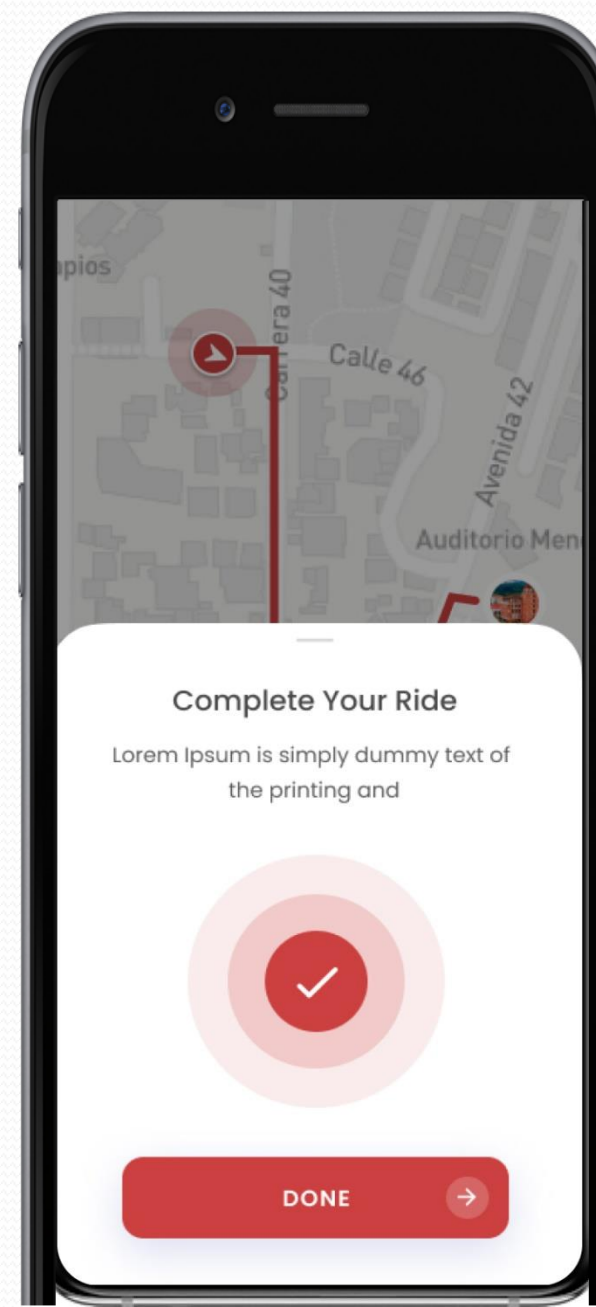 apios
Carrera 40
Calle 46
Avenida 42
Auditorio Men
Complete Your Ride
Lorem Ipsum is simply dummy text of
the printing and
DONE